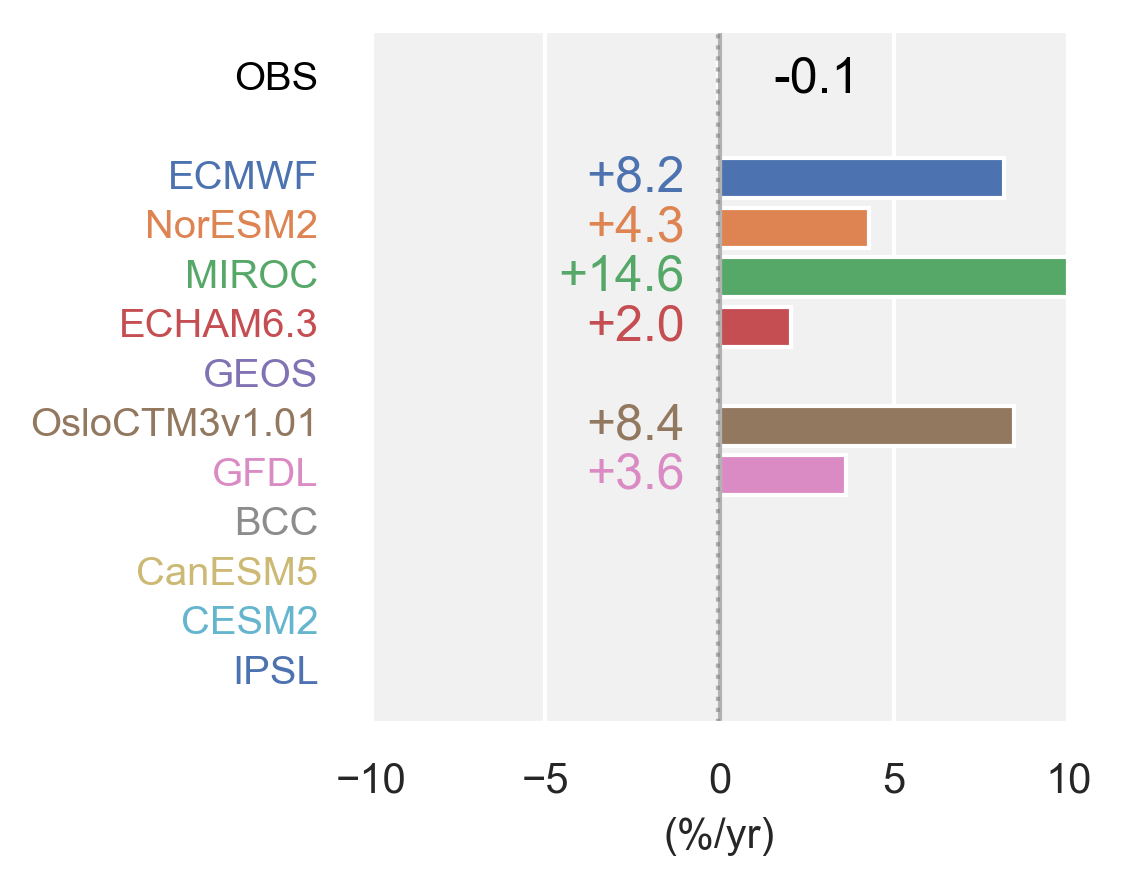 OBS -0.1
ECMWF +8.2
NorESM2 +4.3
MIROC +14.6
ECHAM6.3 +2.0
GEOS
OsloCTM3v1.01 +8.4
GFDL +3.6
BCC
CanESM5
CESM2
IPSL
−10 −5 0 5 10
(%/yr)